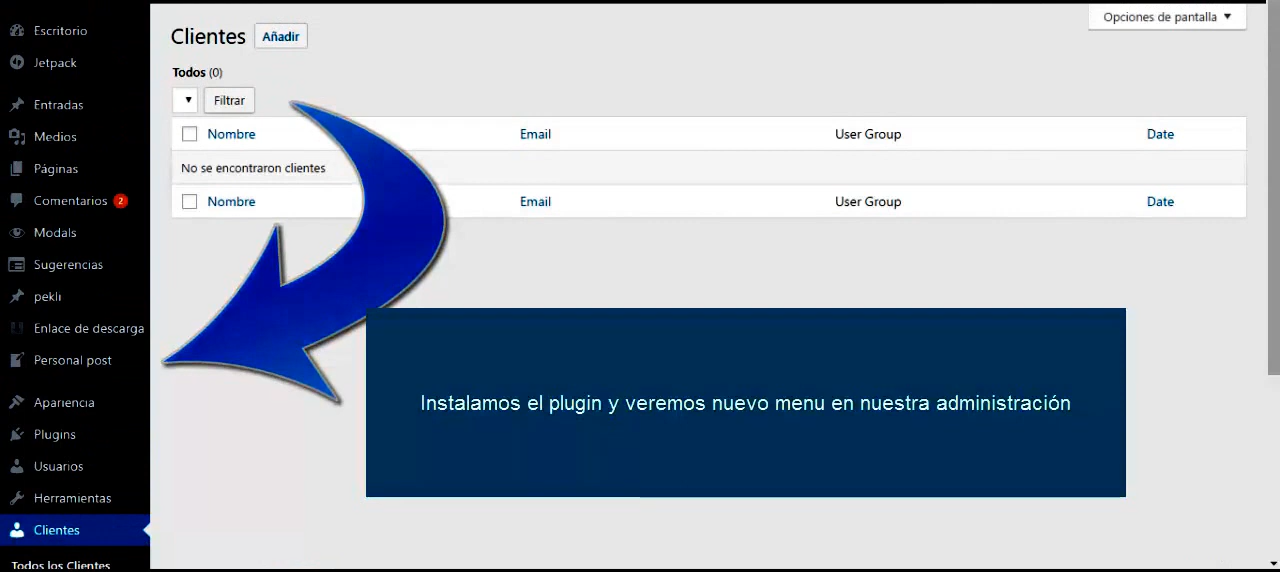 Escritorio
Jetpack
Entradas
Medios
Páginas
Comentarios 2
Modals
Sugerencias
pekli
Enlace de descarga
Personal post
Apariencia
Plugins
Usuarios
Herramientas
Clientes
Todos los Clientes
Opciones de pantalla
Clientes Añadir
Todos (0)
Filtrar
Nombre Email User Group Date
No se encontraron clientes
Nombre Email User Group Date
Instalamos el plugin y veremos nuevo menu en nuestra administración